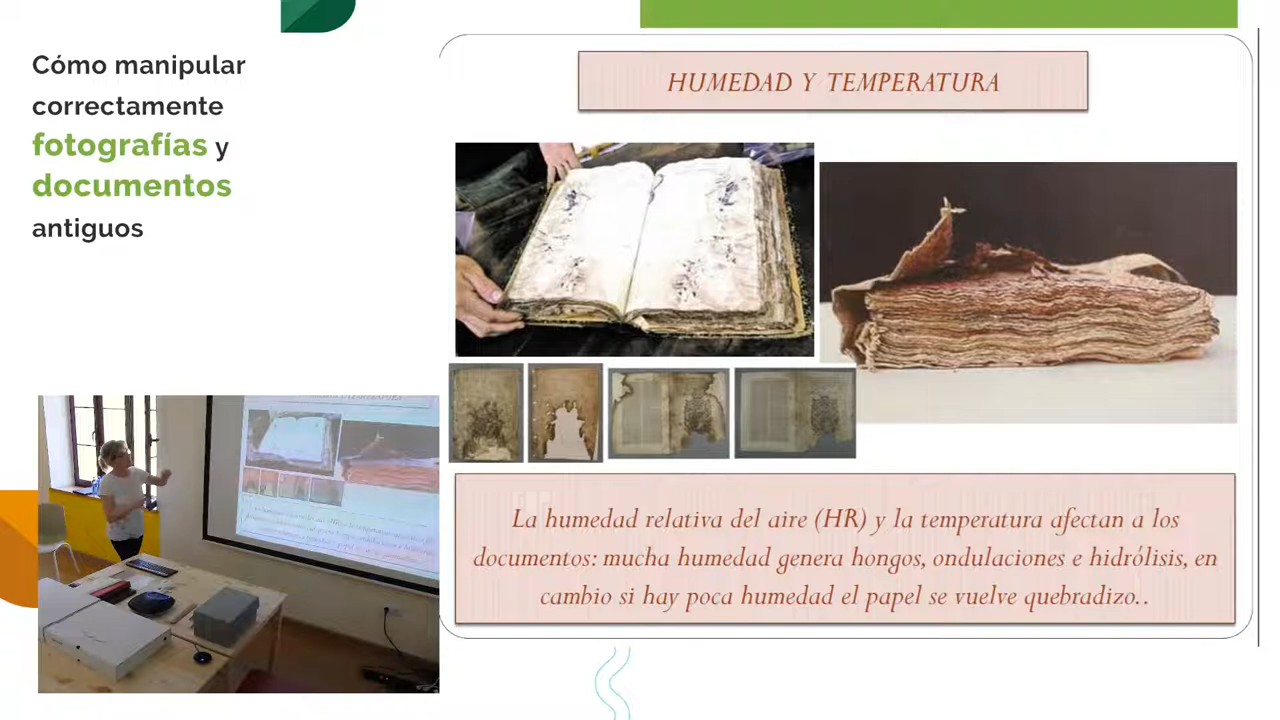 Cómo manipular
correctamente
fotografías y
documentos
antiguos
HUMEDAD Y TEMPERATURA
La humedad relativa del aire (HR) y la temperatura afectan a los
documentos: mucha humedad genera hongos, ondulaciones e hidrólisis, en
cambio si hay poca humedad el papel se vuelve quebradizo..